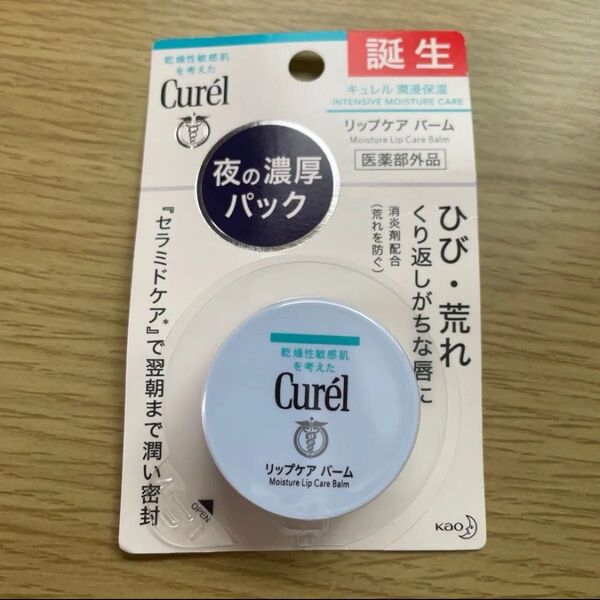 乾燥性敏感肌
を考えた
Curél
誕生
キュレル 潤浸保湿
INTENSIVE MOISTURE CARE
リップケア バーム
Moisture Lip Care Balm
医薬部外品
夜の濃厚
パック
ひび・荒れ
くり返しがちな唇に
消炎剤配合
(荒れを防ぐ)
『セラミドケア』*で翌朝まで潤い密封
乾燥性敏感肌
を考えた
Curél
リップケア バーム
Moisture Lip Care Balm
OPEN
Kao